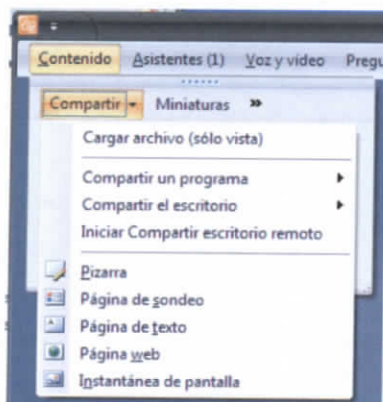 Contenido Asistentes (1) Voz y vídeo Pregu
Compartir Miniaturas »
Cargar archivo (sólo vista)
Compartir un programa
Compartir el escritorio
Iniciar Compartir escritorio remoto
Pizarra
Página de sondeo
Página de texto
Página web
Instantánea de pantalla